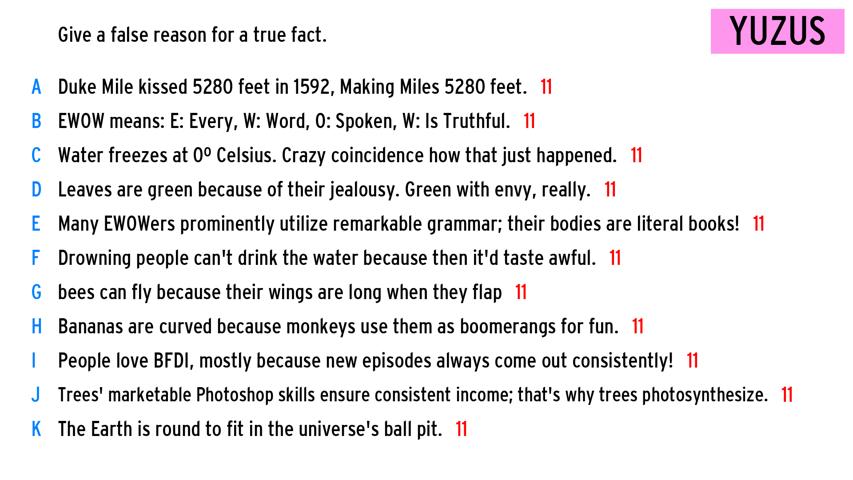 Give a false reason for a true fact.
YUZUS
A Duke Mile kissed 5280 feet in 1592, Making Miles 5280 feet. 11
B EWOW means: E: Every, W: Word, O: Spoken, W: Is Truthful. 11
C Water freezes at 0º Celsius. Crazy coincidence how that just happened. 11
D Leaves are green because of their jealousy. Green with envy, really. 11
E Many EWOWers prominently utilize remarkable grammar; their bodies are literal books! 11
F Drowning people can't drink the water because then it'd taste awful. 11
G bees can fly because their wings are long when they flap 11
H Bananas are curved because monkeys use them as boomerangs for fun. 11
I People love BFDI, mostly because new episodes always come out consistently! 11
J Trees' marketable Photoshop skills ensure consistent income; that's why trees photosynthesize. 11
K The Earth is round to fit in the universe's ball pit. 11